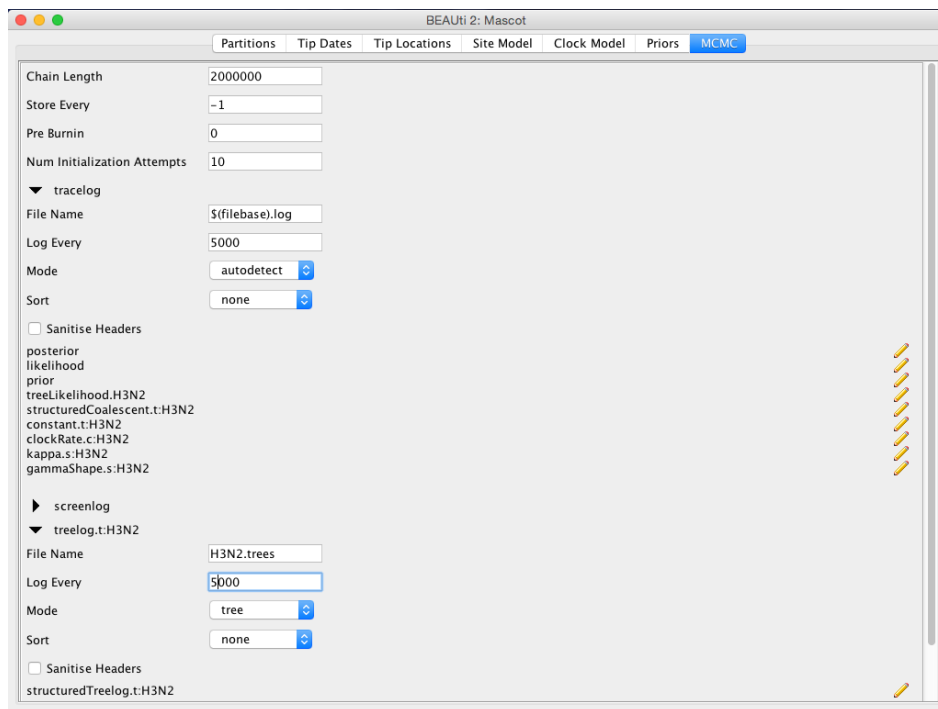 BEAUti 2: Mascot
Partitions Tip Dates Tip Locations Site Model Clock Model Priors MCMC
Chain Length 2000000
Store Every -1
Pre Burnin 0
Num Initialization Attempts 10
tracelog
File Name $(filebase).log
Log Every 5000
Mode autodetect
Sort none
Sanitise Headers
posterior
likelihood
prior
treeLikelihood.H3N2
structuredCoalescent.t:H3N2
constant.t:H3N2
clockRate.c:H3N2
kappa.s:H3N2
gammaShape.s:H3N2
screenlog
treelog.t:H3N2
File Name H3N2.trees
Log Every 5000
Mode tree
Sort none
Sanitise Headers
structuredTreelog.t:H3N2